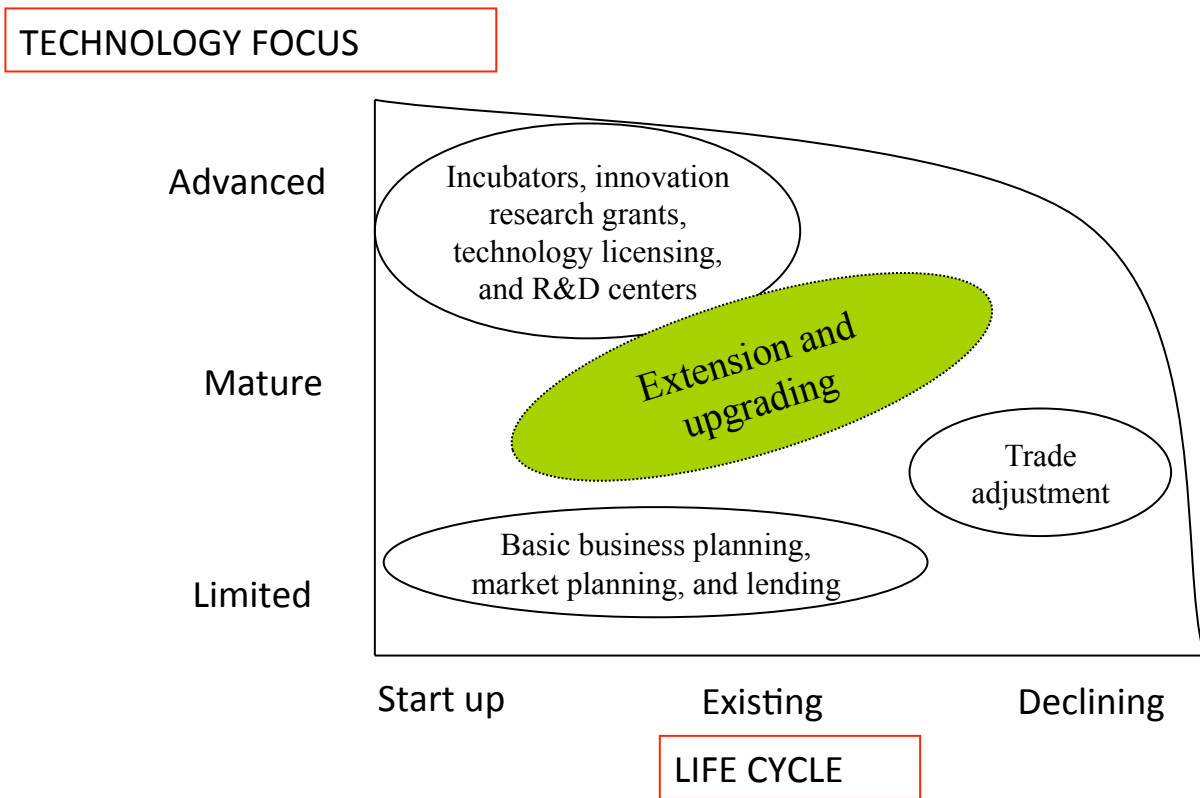 TECHNOLOGY FOCUS
Advanced
Incubators, innovation
research grants,
technology licensing,
and R&D centers
Mature
Extension and
upgrading
Trade
adjustment
Basic business planning,
market planning, and lending
Limited
Start up
Existing
Declining
LIFE CYCLE